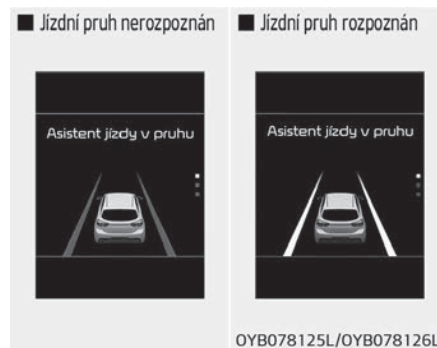 ■ Jízdní pruh nerozpoznán
Asistent jízdy v pruhu
■ Jízdní pruh rozpoznán
Asistent jízdy v pruhu
OYB078125L/OYB078126L